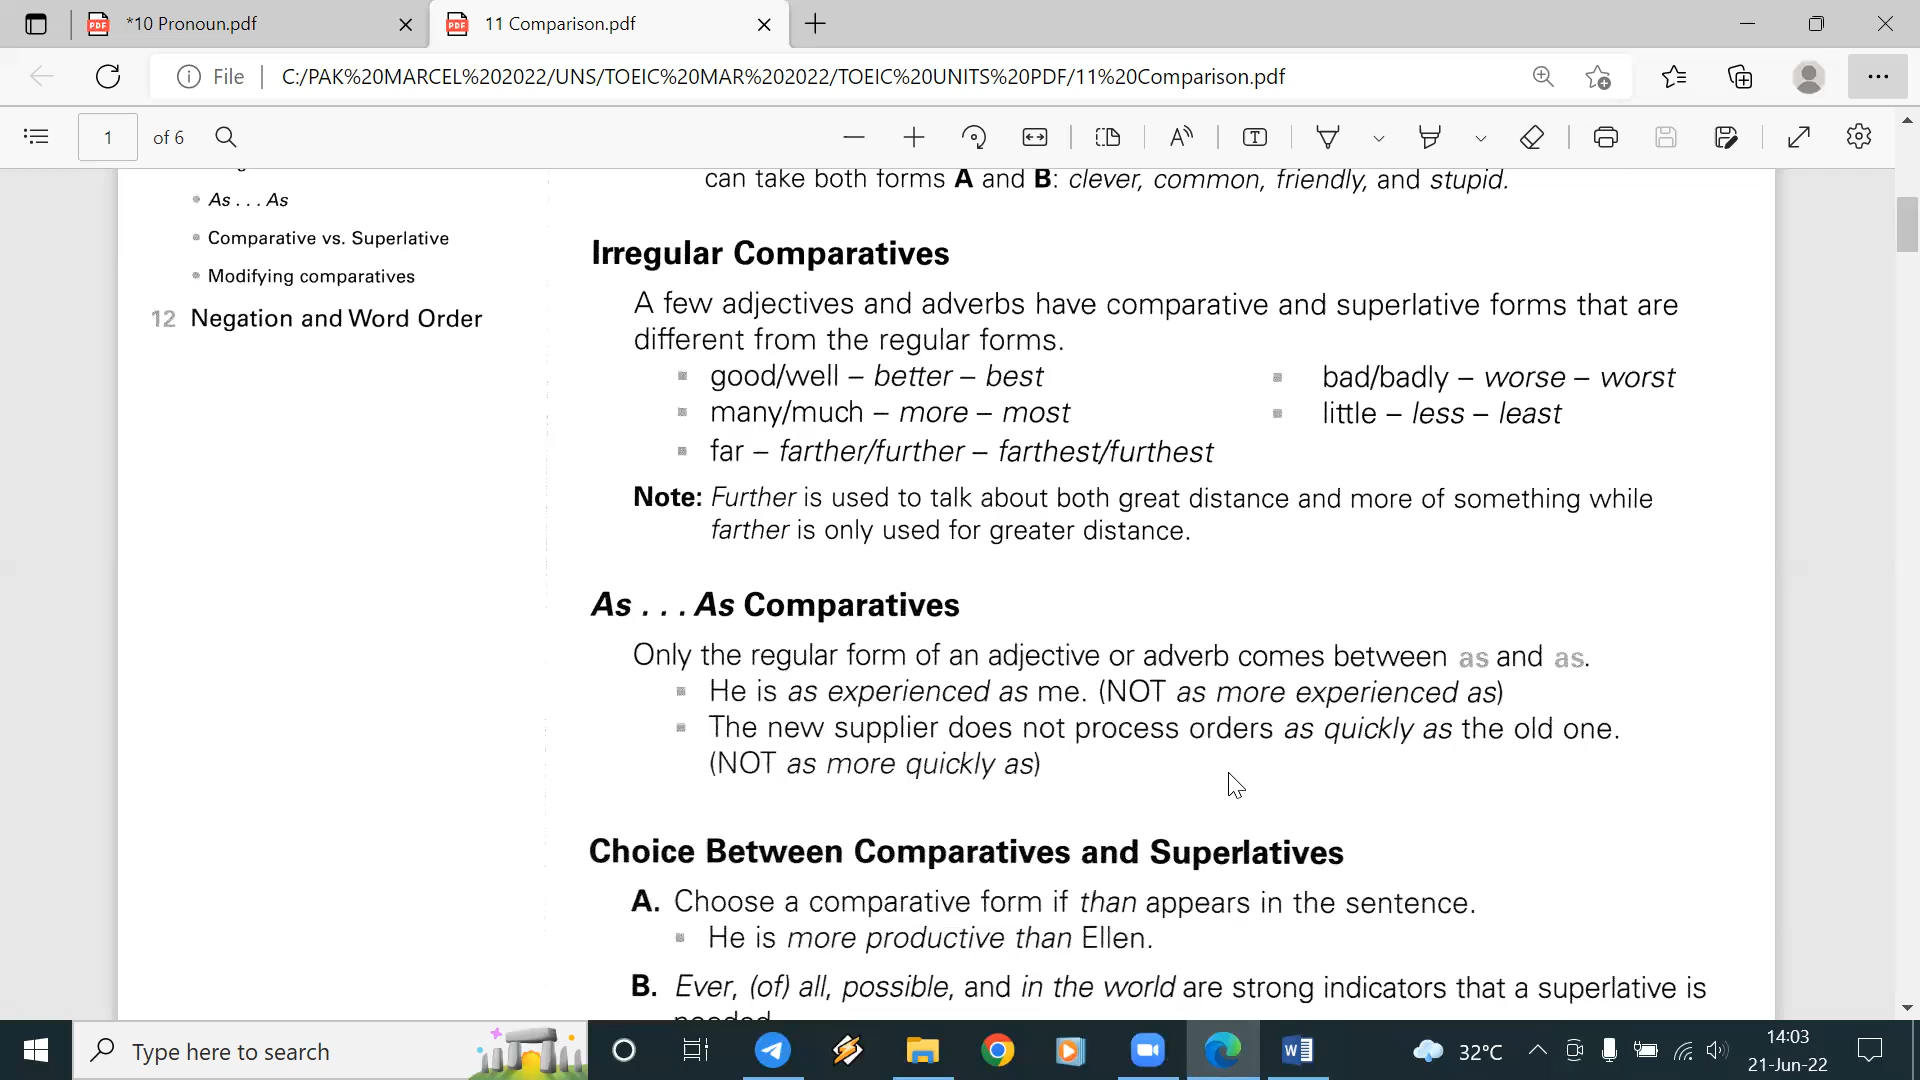 *10 Pronoun.pdf
11 Comparison.pdf
File
C:/PAK%20MARCEL%202022/UNS/TOEIC%20MAR%202022/TOEIC%20UNITS%20PDF/11%20Comparison.pdf
1 of 6
As . . . As
Comparative vs. Superlative
Modifying comparatives
12 Negation and Word Order
can take both forms A and B: clever, common, friendly, and stupid.
Irregular Comparatives
A few adjectives and adverbs have comparative and superlative forms that are
different from the regular forms.
good/well – better – best
bad/badly – worse – worst
many/much – more – most
little – less – least
far – farther/further – farthest/furthest
Note: Further is used to talk about both great distance and more of something while
farther is only used for greater distance.
As . . . As Comparatives
Only the regular form of an adjective or adverb comes between as and as.
He is as experienced as me. (NOT as more experienced as)
The new supplier does not process orders as quickly as the old one.
(NOT as more quickly as)
Choice Between Comparatives and Superlatives
A. Choose a comparative form if than appears in the sentence.
He is more productive than Ellen.
B. Ever, (of) all, possible, and in the world are strong indicators that a superlative is
needed.
Type here to search
32°C
14:03
21-Jun-22